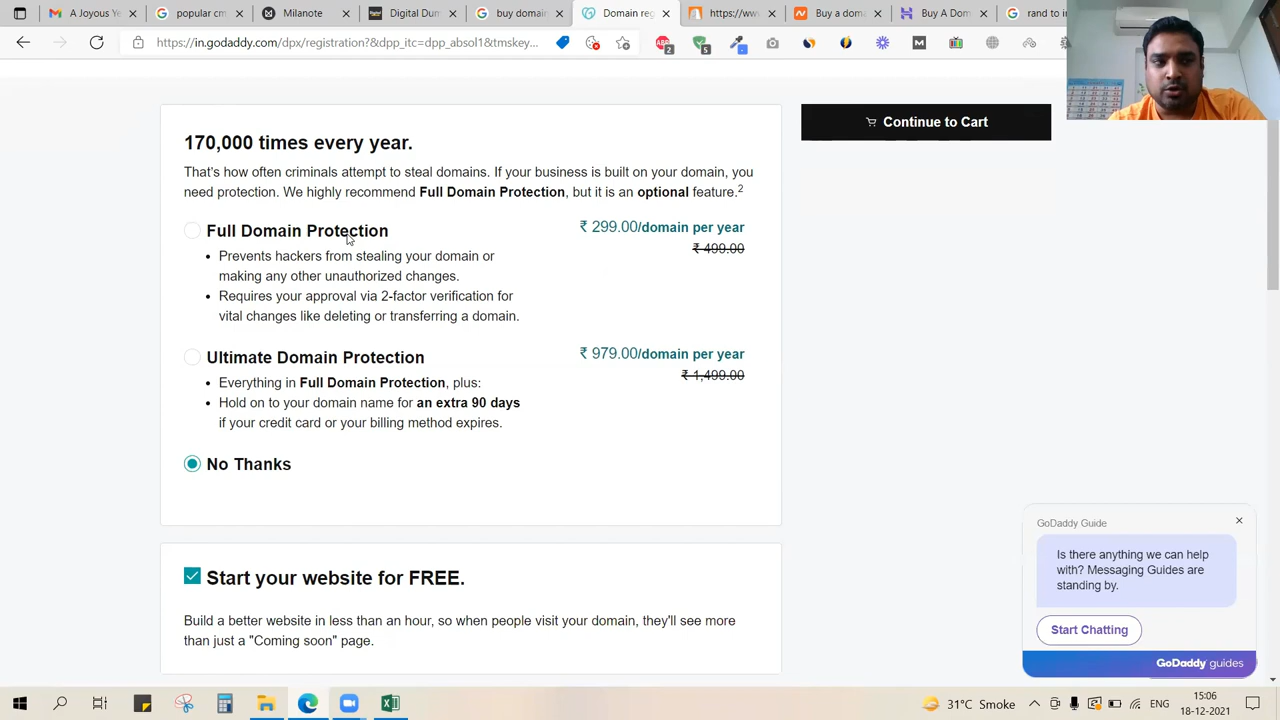 A Joyous Ye
popular cm
Milanote
Digital Dum
buy domain
Domain reg
https://www
Buy a doma
Buy A Dom
rand to in
https://in.godaddy.com/dpx/registration?&dpp_itc=dpp_absol1&tmskey...
170,000 times every year.
That's how often criminals attempt to steal domains. If your business is built on your domain, you
need protection. We highly recommend Full Domain Protection, but it is an optional feature.2
Full Domain Protection
₹ 299.00/domain per year
₹ 499.00
• Prevents hackers from stealing your domain or
making any other unauthorized changes.
• Requires your approval via 2-factor verification for
vital changes like deleting or transferring a domain.
Ultimate Domain Protection
₹ 979.00/domain per year
₹ 1,499.00
• Everything in Full Domain Protection, plus:
• Hold on to your domain name for an extra 90 days
if your credit card or your billing method expires.
No Thanks
Start your website for FREE.
Build a better website in less than an hour, so when people visit your domain, they'll see more
than just a "Coming soon" page.
Continue to Cart
GoDaddy Guide
Is there anything we can help
with? Messaging Guides are
standing by.
Start Chatting
GoDaddy guides
31°C Smoke
ENG
15:06
18-12-2021